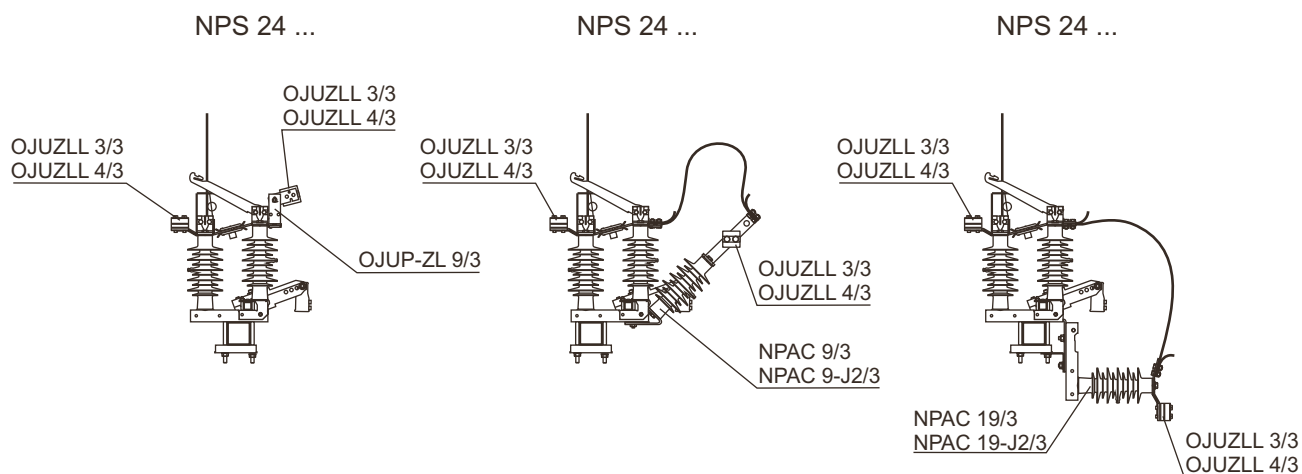 NPS 24 ...
NPS 24 ...
NPS 24 ...
OJUZLL 3/3
OJUZLL 4/3
OJUZLL 3/3
OJUZLL 4/3
OJUP-ZL 9/3
OJUZLL 3/3
OJUZLL 4/3
OJUZLL 3/3
OJUZLL 4/3
NPAC 9/3
NPAC 9-J2/3
OJUZLL 3/3
OJUZLL 4/3
NPAC 19/3
NPAC 19-J2/3
OJUZLL 3/3
OJUZLL 4/3